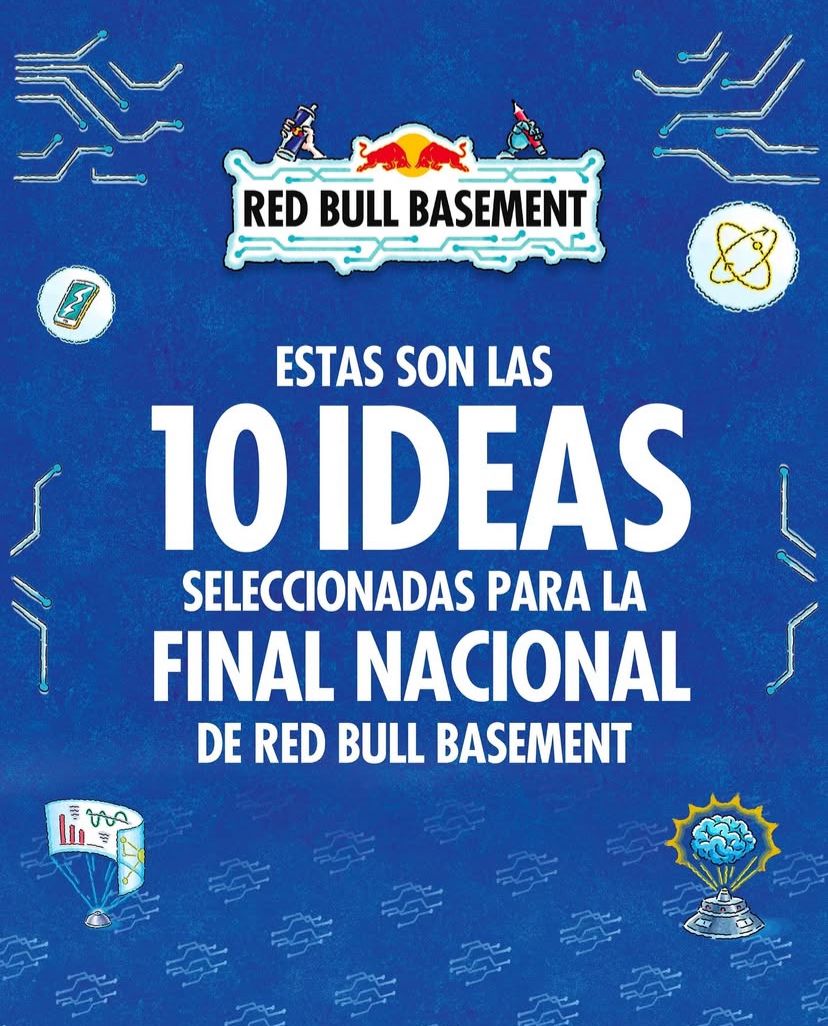 RED BULL BASEMENT
ESTAS SON LAS
10 IDEAS
SELECCIONADAS PARA LA
FINAL NACIONAL
DE RED BULL BASEMENT